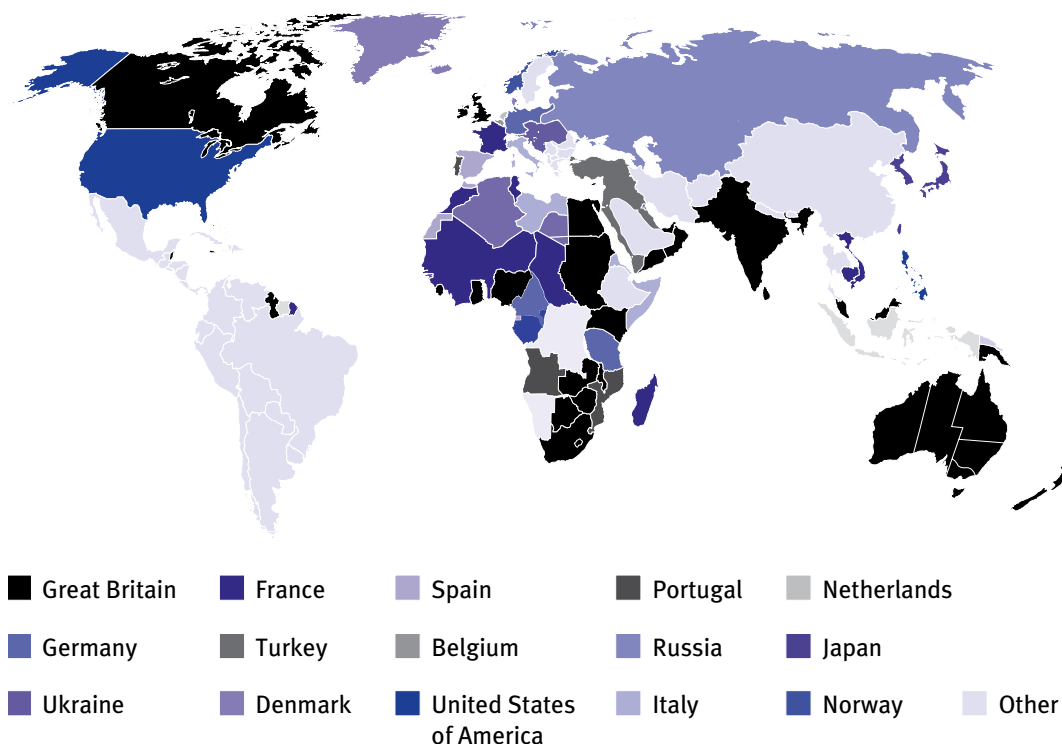 Great Britain
France
Spain
Portugal
Netherlands
Germany
Turkey
Belgium
Russia
Japan
Ukraine
Denmark
United States
of America
Italy
Norway
Other